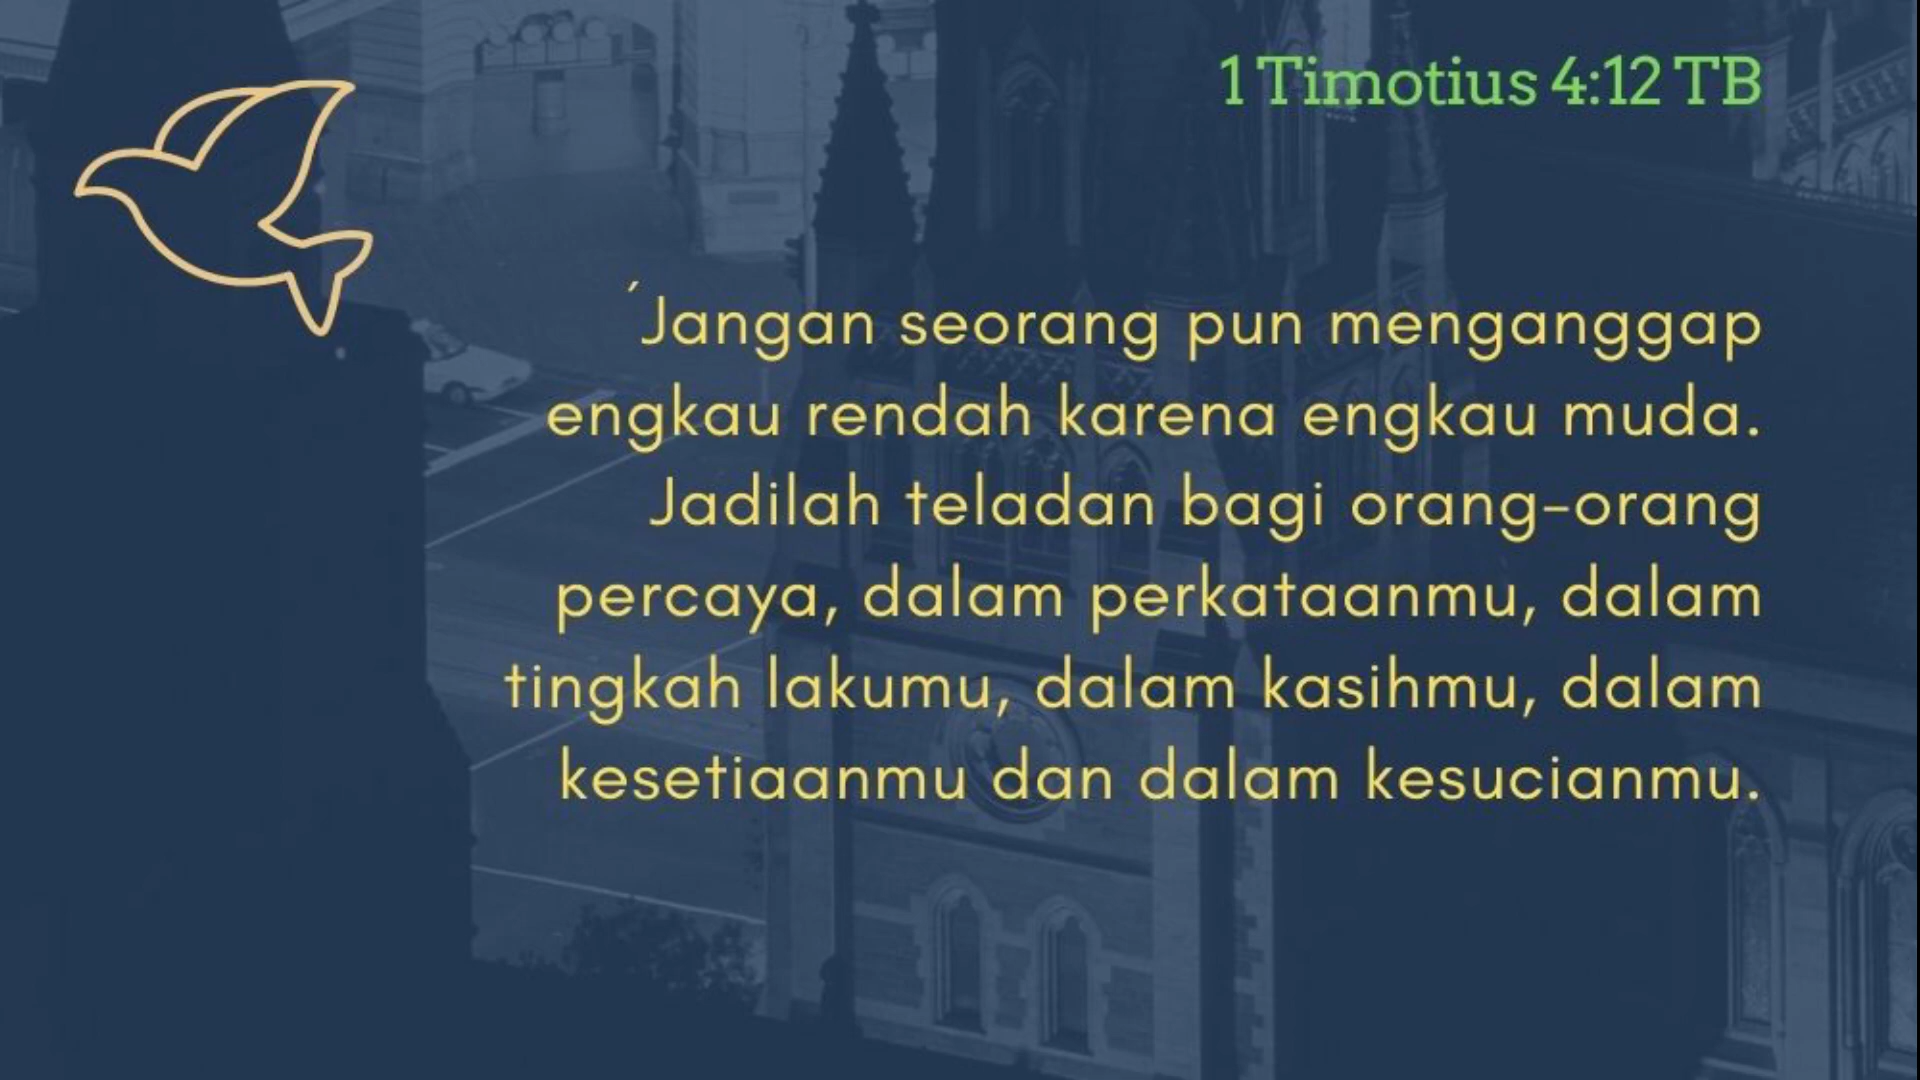 1 Timotius 4:12 TB
´Jangan seorang pun menganggap
engkau rendah karena engkau muda.
Jadilah teladan bagi orang-orang
percaya, dalam perkataanmu, dalam
tingkah lakumu, dalam kasihmu, dalam
kesetiaanmu dan dalam kesucianmu.